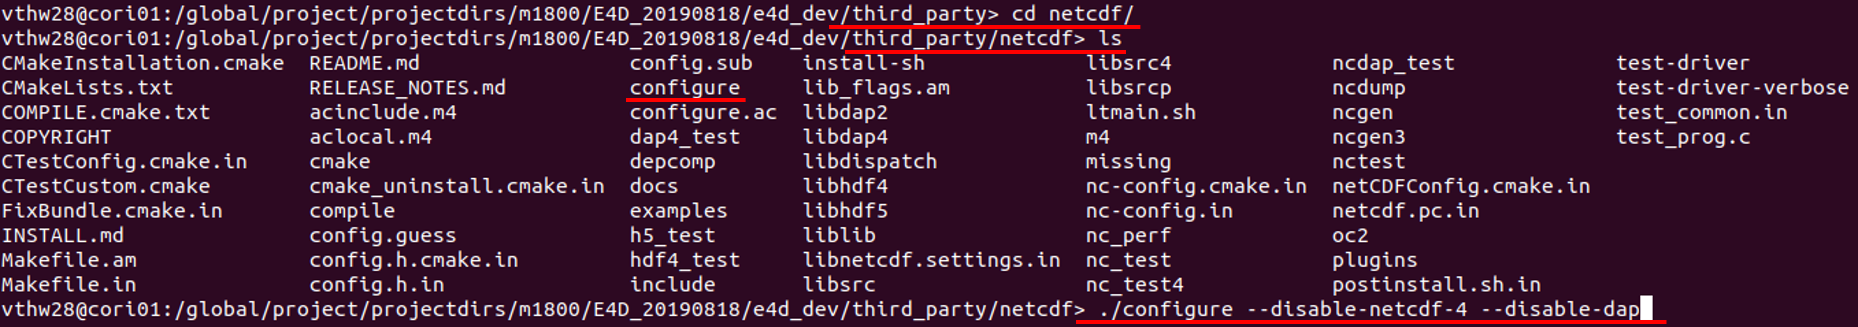 vthw28@cori01:/global/project/projectdirs/m1800/E4D_20190818/e4d_dev/third_party> cd netcdf/
vthw28@cori01:/global/project/projectdirs/m1800/E4D_20190818/e4d_dev/third_party/netcdf> ls
CMakeInstallation.cmake README.md config.sub install-sh libsrc4 ncdap_test test-driver
CMakeLists.txt RELEASE_NOTES.md configure lib_flags.am libsrcp ncdump test-driver-verbose
COMPILE.cmake.txt acinclude.m4 configure.ac libdap2 ltmain.sh ncgen test_common.in
COPYRIGHT aclocal.m4 dap4_test libdap4 m4 ncgen3 test_prog.c
CTestConfig.cmake.in cmake depcomp libdispatch missing nctest
CTestCustom.cmake cmake_uninstall.cmake.in docs libhdf4 nc-config.cmake.in netCDFConfig.cmake.in
FixBundle.cmake.in compile examples libhdf5 nc-config.in netcdf.pc.in
INSTALL.md config.guess h5_test liblib nc_perf oc2
Makefile.am config.h.cmake.in hdf4_test libnetcdf.settings.in nc_test plugins
Makefile.in config.h.in include libsrc nc_test4 postinstall.sh.in
vthw28@cori01:/global/project/projectdirs/m1800/E4D_20190818/e4d_dev/third_party/netcdf> ./configure --disable-netcdf-4 --disable-dap